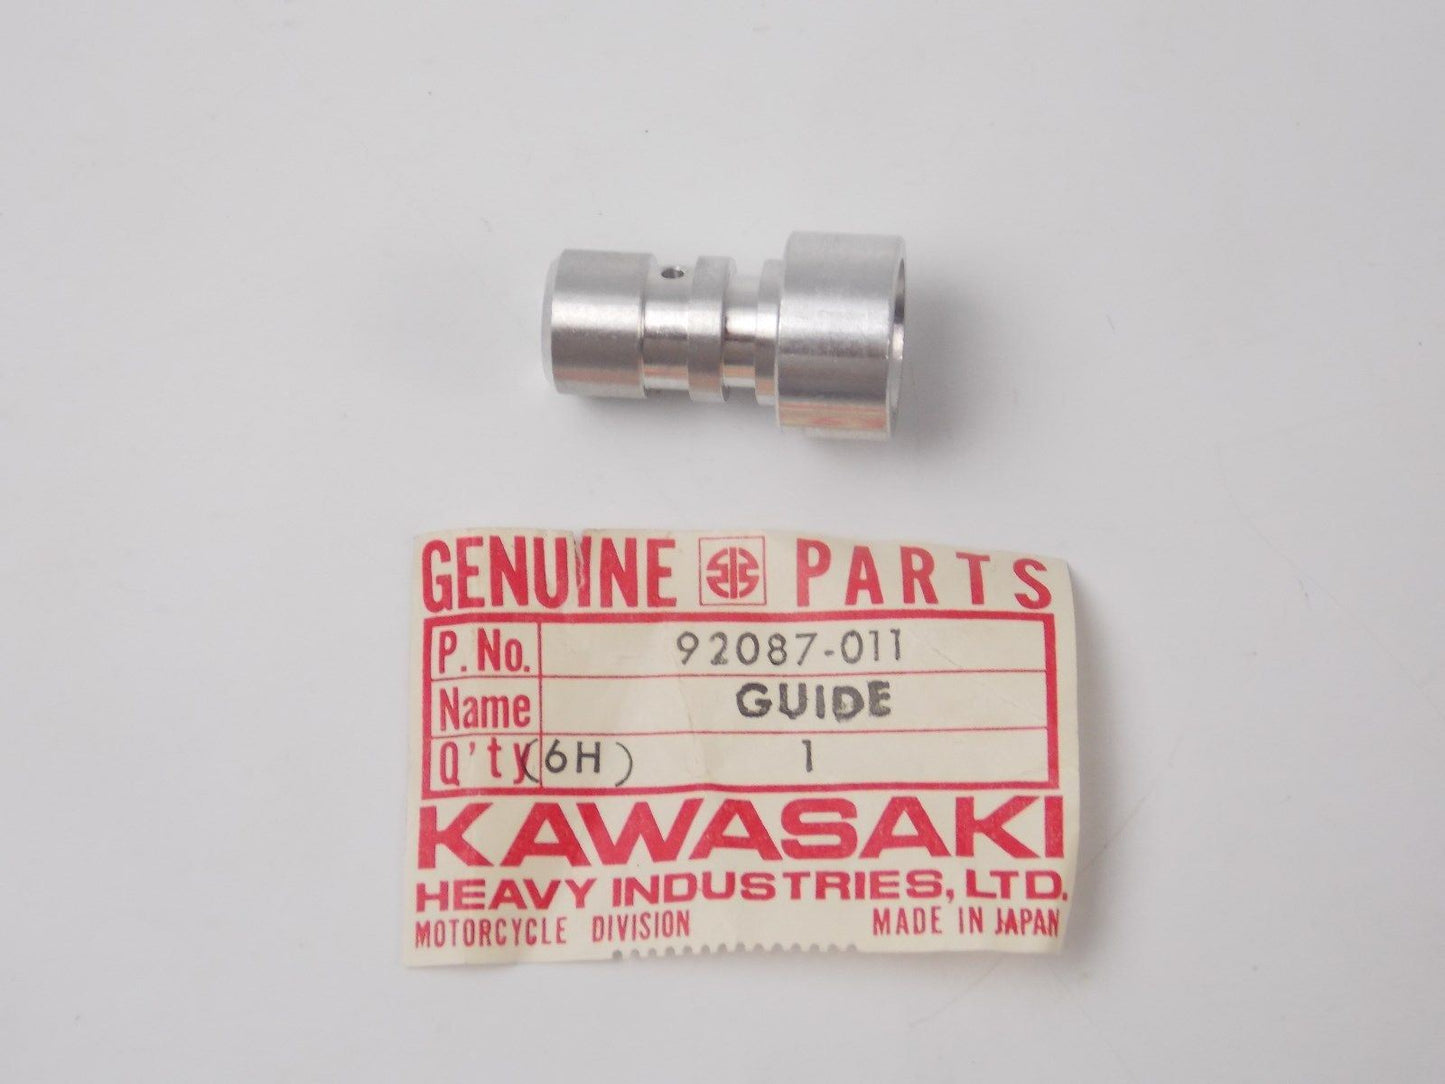 GENUINE PARTS
P. No. 92087-011
Name GUIDE
Q'ty (6H) 1
KAWASAKI
HEAVY INDUSTRIES, LTD.
MOTORCYCLE DIVISION MADE IN JAPAN